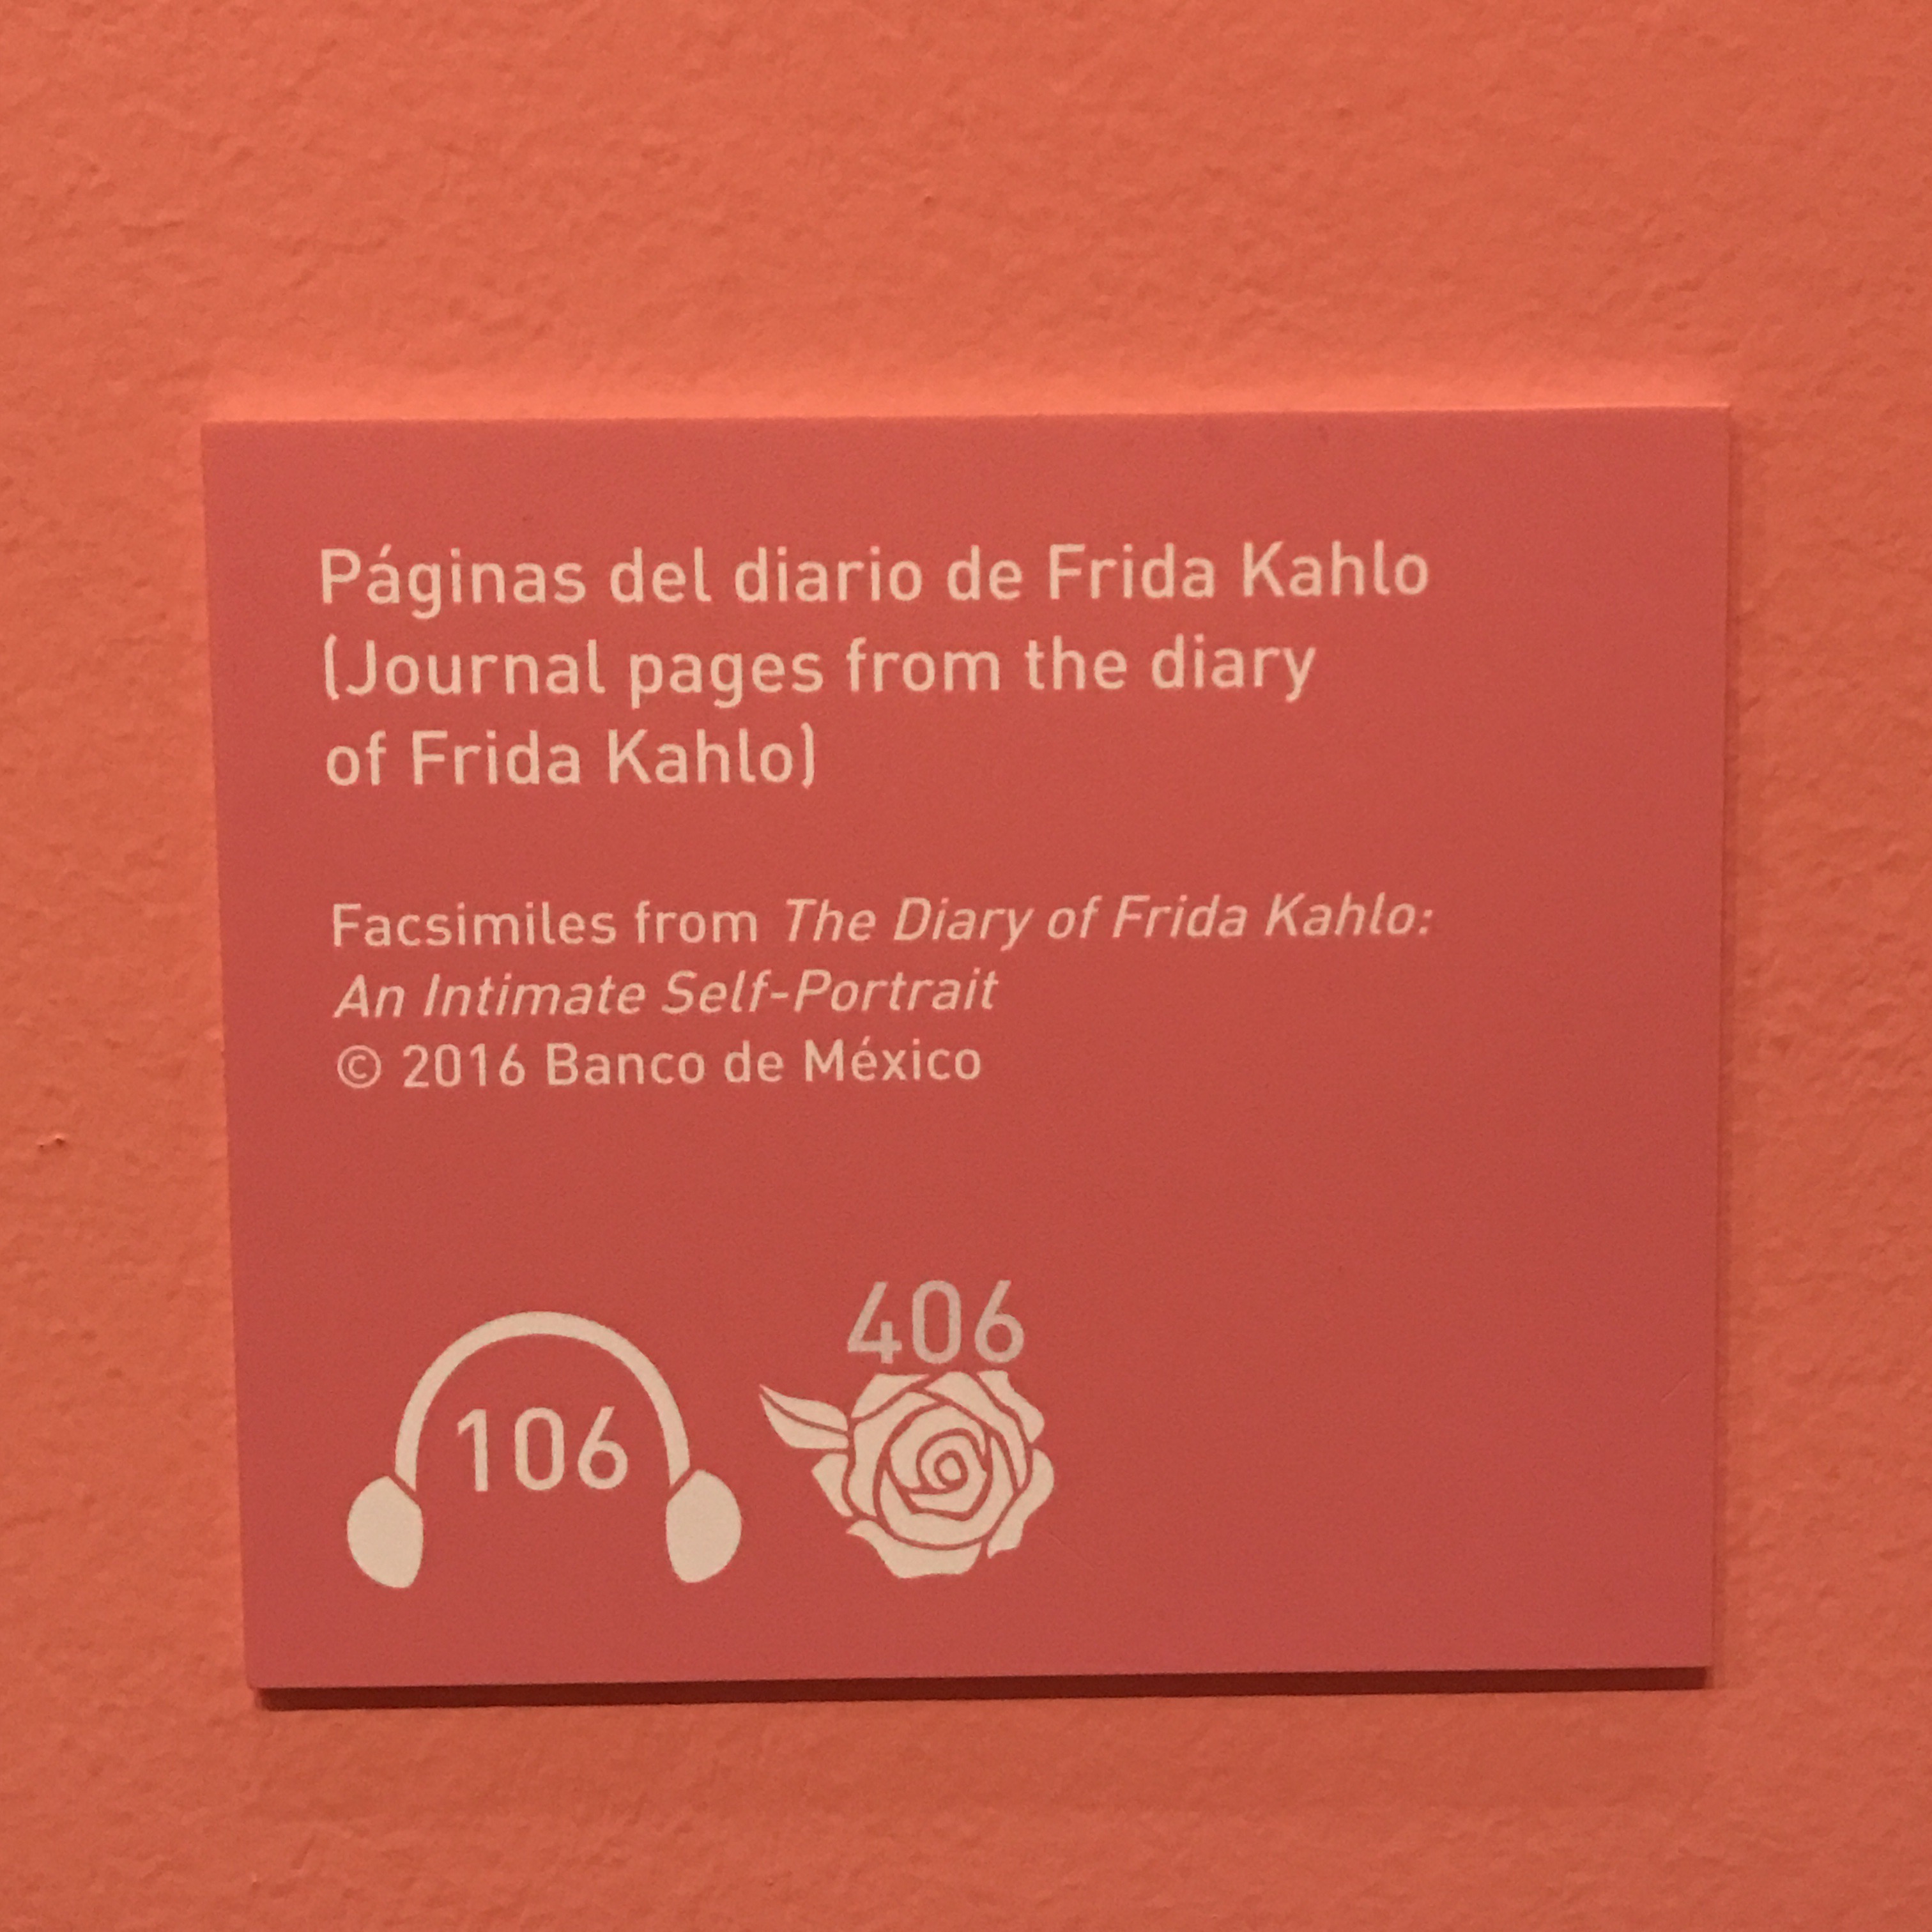 Páginas del diario de Frida Kahlo
(Journal pages from the diary
of Frida Kahlo)
Facsimiles from The Diary of Frida Kahlo:
An Intimate Self-Portrait
© 2016 Banco de México
106
406